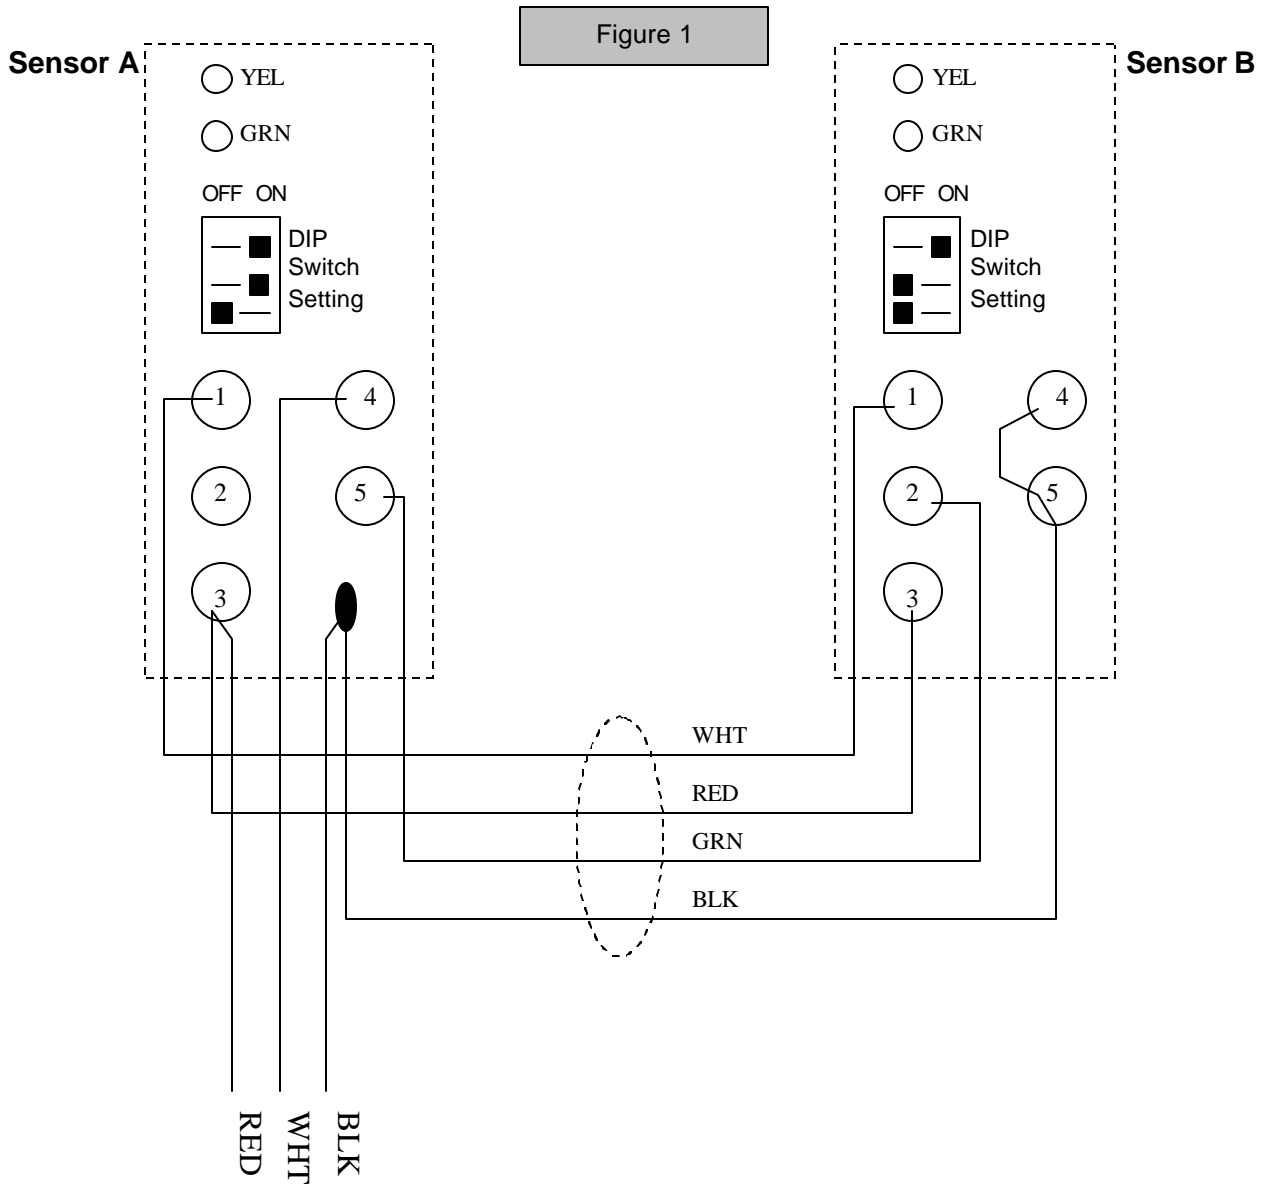 Figure 1
Sensor A
YEL
GRN
OFF ON
DIP
Switch
Setting
1
4
2
5
3
Sensor B
YEL
GRN
OFF ON
DIP
Switch
Setting
1
4
2
5
3
WHT
RED
GRN
BLK
RED
WHT
BLK